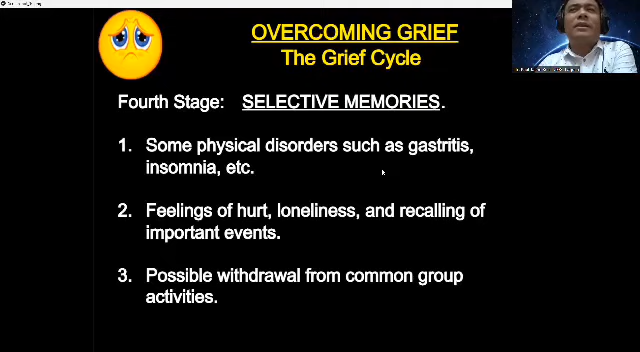 OVERCOMING GRIEF
The Grief Cycle
Fourth Stage: SELECTIVE MEMORIES.
1. Some physical disorders such as gastritis,
insomnia, etc.
2. Feelings of hurt, loneliness, and recalling of
important events.
3. Possible withdrawal from common group
activities.